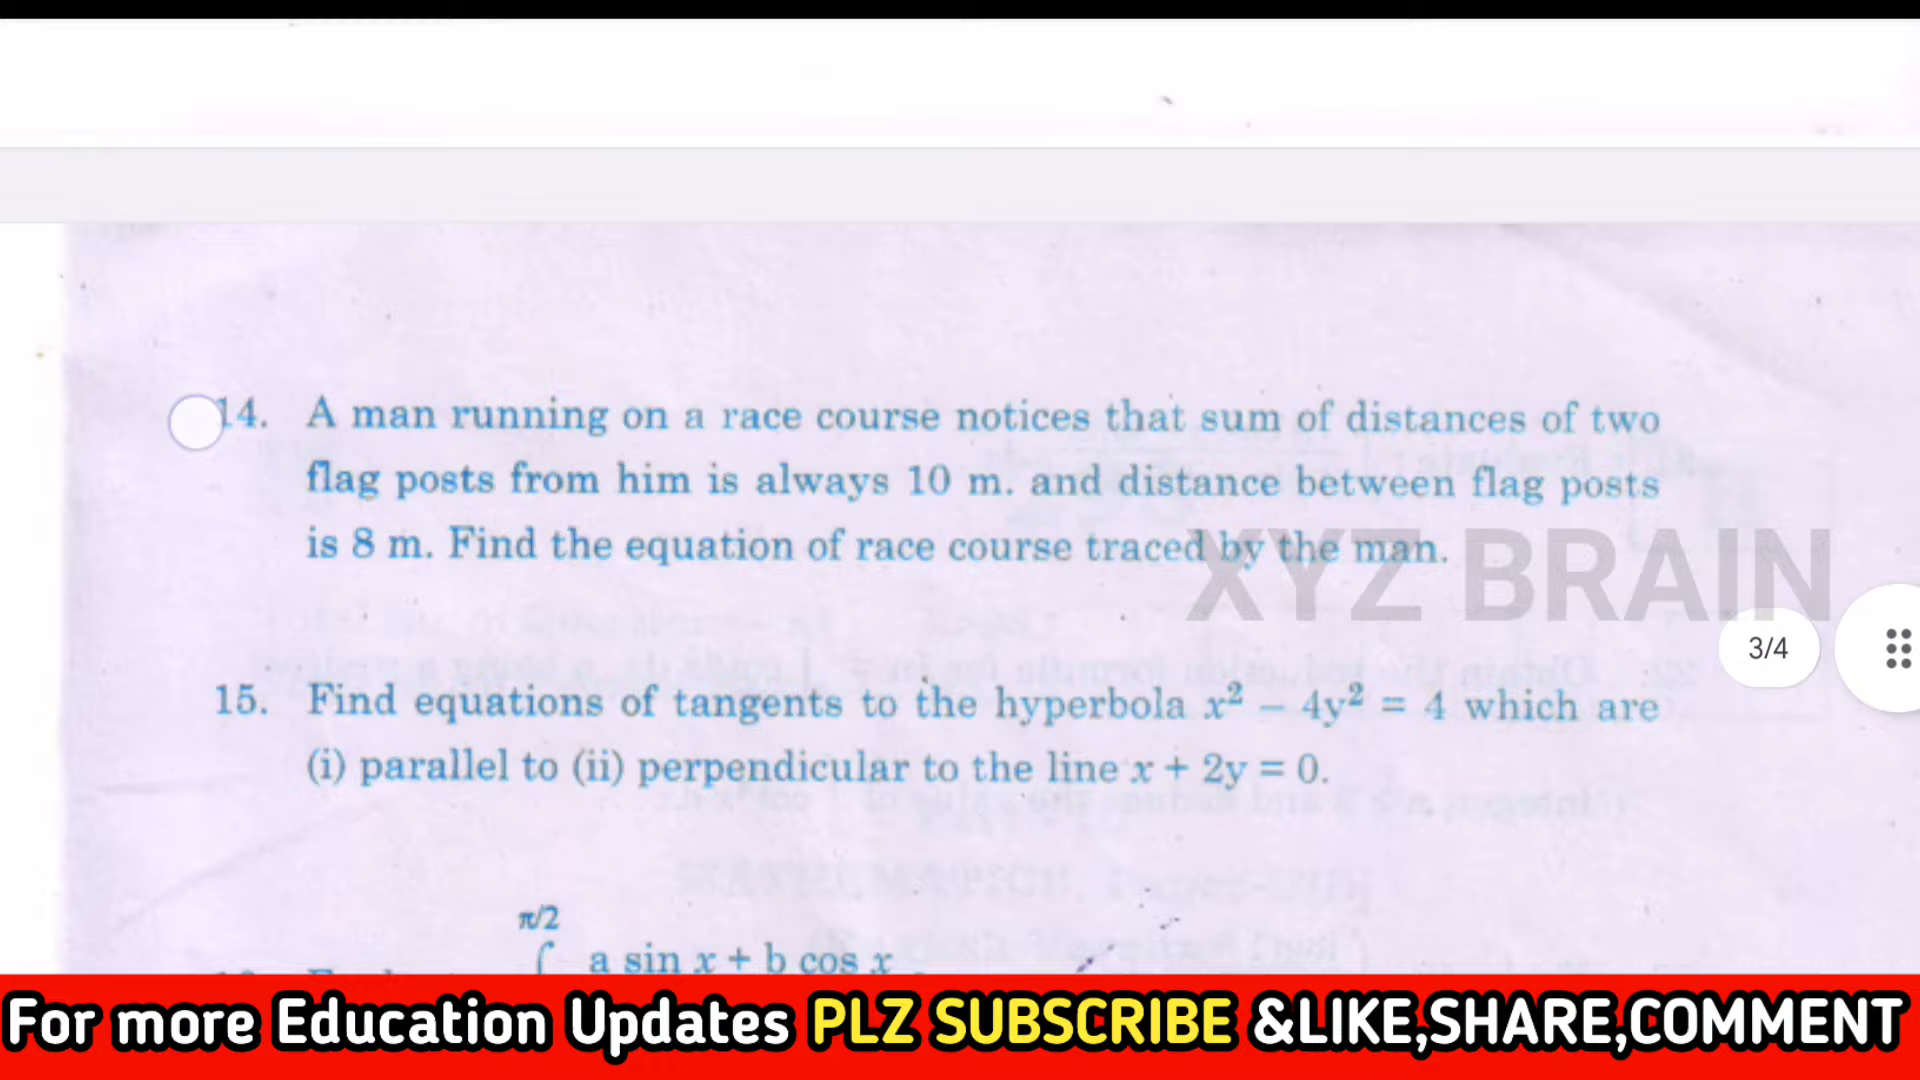 14. A man running on a race course notices that sum of distances of two
flag posts from him is always 10 m. and distance between flag posts
is 8 m. Find the equation of race course traced by the man.
XYZ BRAIN
3/4
15. Find equations of tangents to the hyperbola x² – 4y² = 4 which are
(i) parallel to (ii) perpendicular to the line x + 2y = 0.
π/2
∫ a sin x + b cos x
For more Education Updates PLZ SUBSCRIBE &LIKE,SHARE,COMMENT